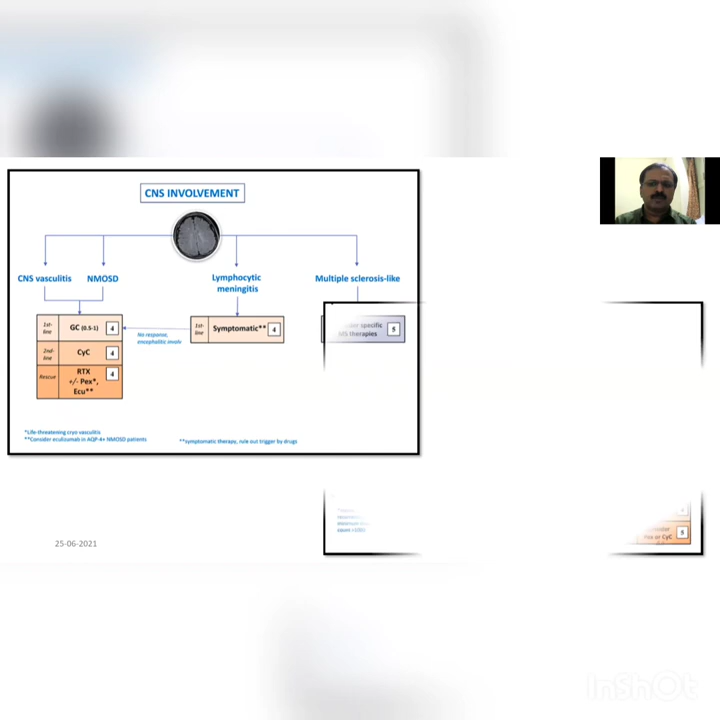 CNS INVOLVEMENT
CNS vasculitis
NMOSD
Lymphocytic
meningitis
Multiple sclerosis-like
1st-
line
GC (0.5-1)
4
2nd-
line
CyC
4
Rescue
RTX
+/- Pex*,
Ecu**
4
No response,
encephalitic involv
1st-
line
Symptomatic**
4
specific
MS therapies
5
*Life-threatening cryo vasculitis
**Consider eculizumab in AQP-4+ NMOSD patients
**symptomatic therapy, rule out trigger by drugs
25-06-2021
or CyC
5
InShOt